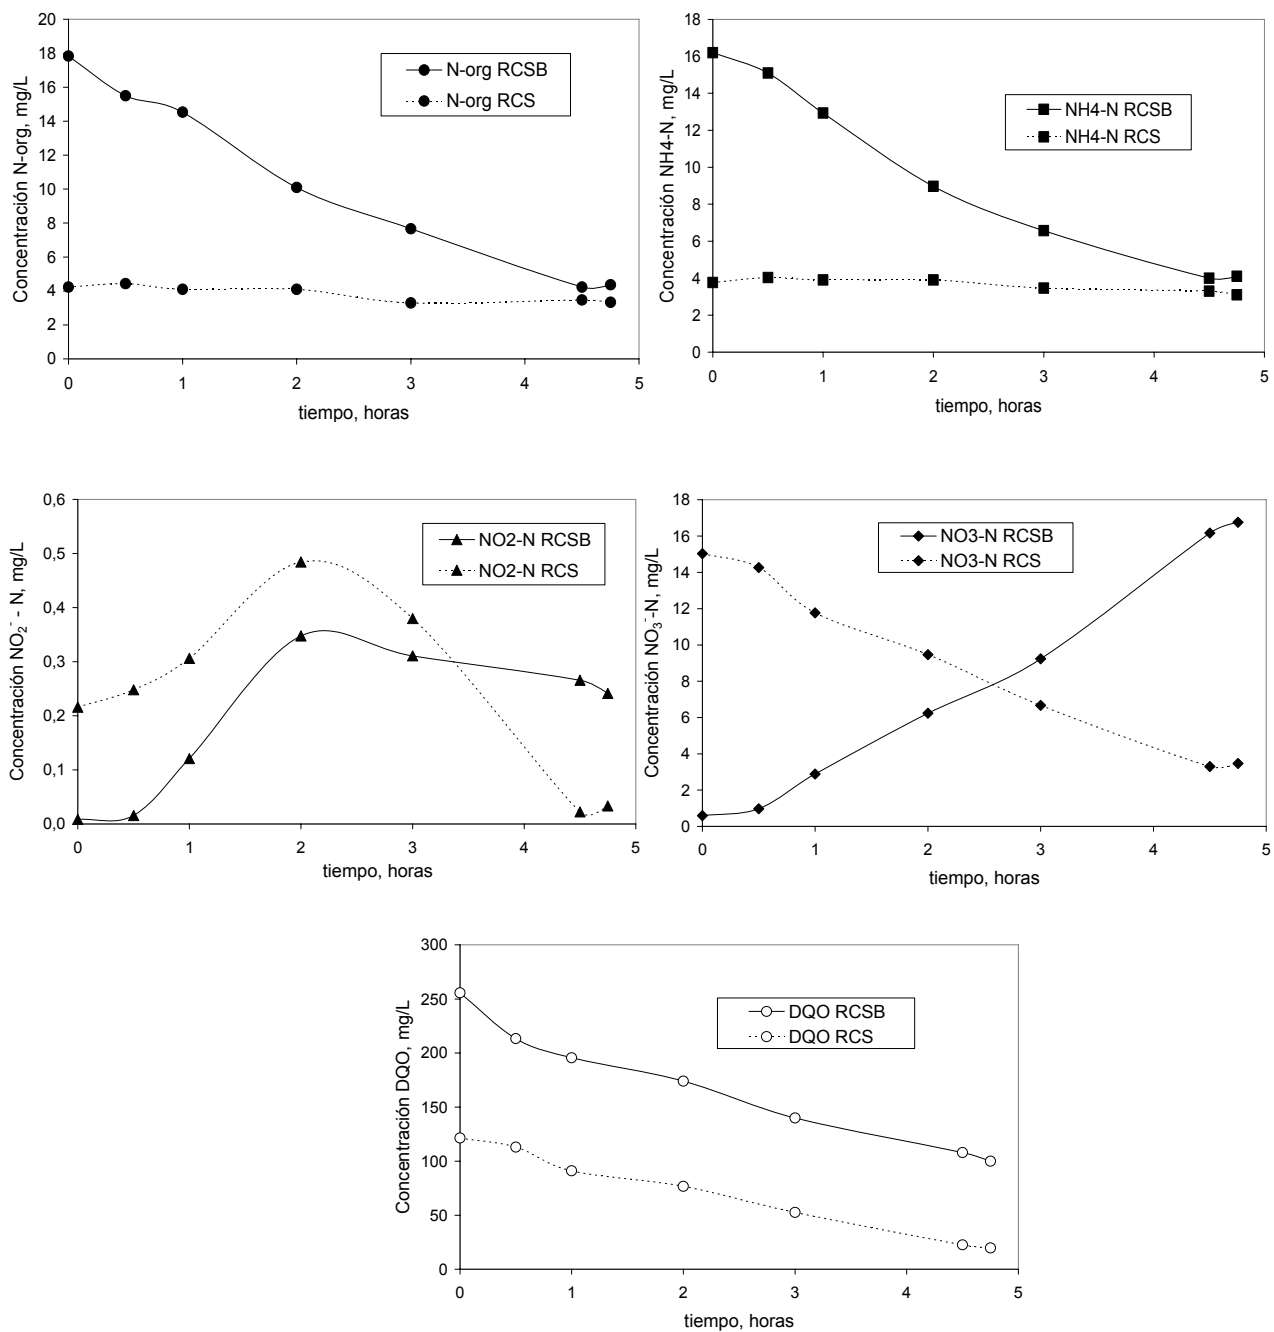 Concentración N-org, mg/L
20
18
16
14
12
10
8
6
4
2
0
N-org RCSB
N-org RCS
0 1 2 3 4 5
tiempo, horas
Concentración NH4-N, mg/L
18
16
14
12
10
8
6
4
2
0
NH4-N RCSB
NH4-N RCS
0 1 2 3 4 5
tiempo, horas
Concentración NO₂⁻ - N, mg/L
0,6
0,5
0,4
0,3
0,2
0,1
0,0
NO2-N RCSB
NO2-N RCS
0 1 2 3 4 5
tiempo, horas
Concentración NO₃⁻-N, mg/L
18
16
14
12
10
8
6
4
2
0
NO3-N RCSB
NO3-N RCS
0 1 2 3 4 5
tiempo, horas
Concentración DQO, mg/L
300
250
200
150
100
50
0
DQO RCSB
DQO RCS
0 1 2 3 4 5
tiempo, horas